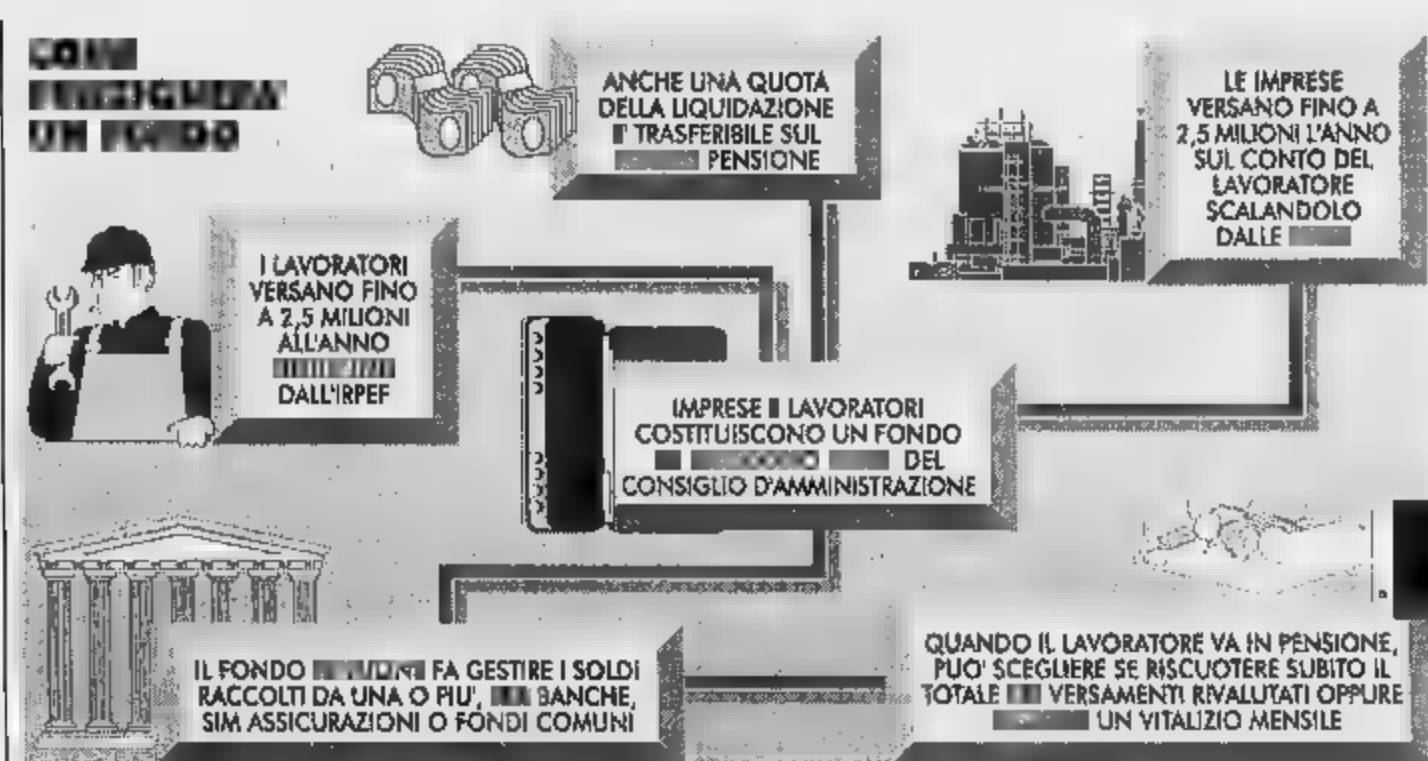 UN
ANCHE UNA QUOTA
DELLA LIQUIDAZIONE
E' TRASFERIBILE SUL
PENSIONE
LE IMPRESE
VERSANO FINO A
2,5 MILIONI L'ANNO
SUL CONTO DEL
LAVORATORE
SCALANDOLO
DALLE
I LAVORATORI
VERSANO FINO
A 2,5 MILIONI
ALL'ANNO
DALL'IRPEF
IMPRESE LAVORATORI
COSTITUISCONO UN FONDO
DEL
CONSIGLIO D'AMMINISTRAZIONE
IL FONDO FA GESTIRE I SOLDI
RACCOLTI DA UNA O PIU', BANCHE,
SIM ASSICURAZIONI O FONDI COMUNI
QUANDO IL LAVORATORE VA IN PENSIONE,
PUO' SCEGLIERE SE RISCUOTERE SUBITO IL
TOTALE VERSAMENTI RIVALUTATI OPPURE
UN VITALIZIO MENSILE